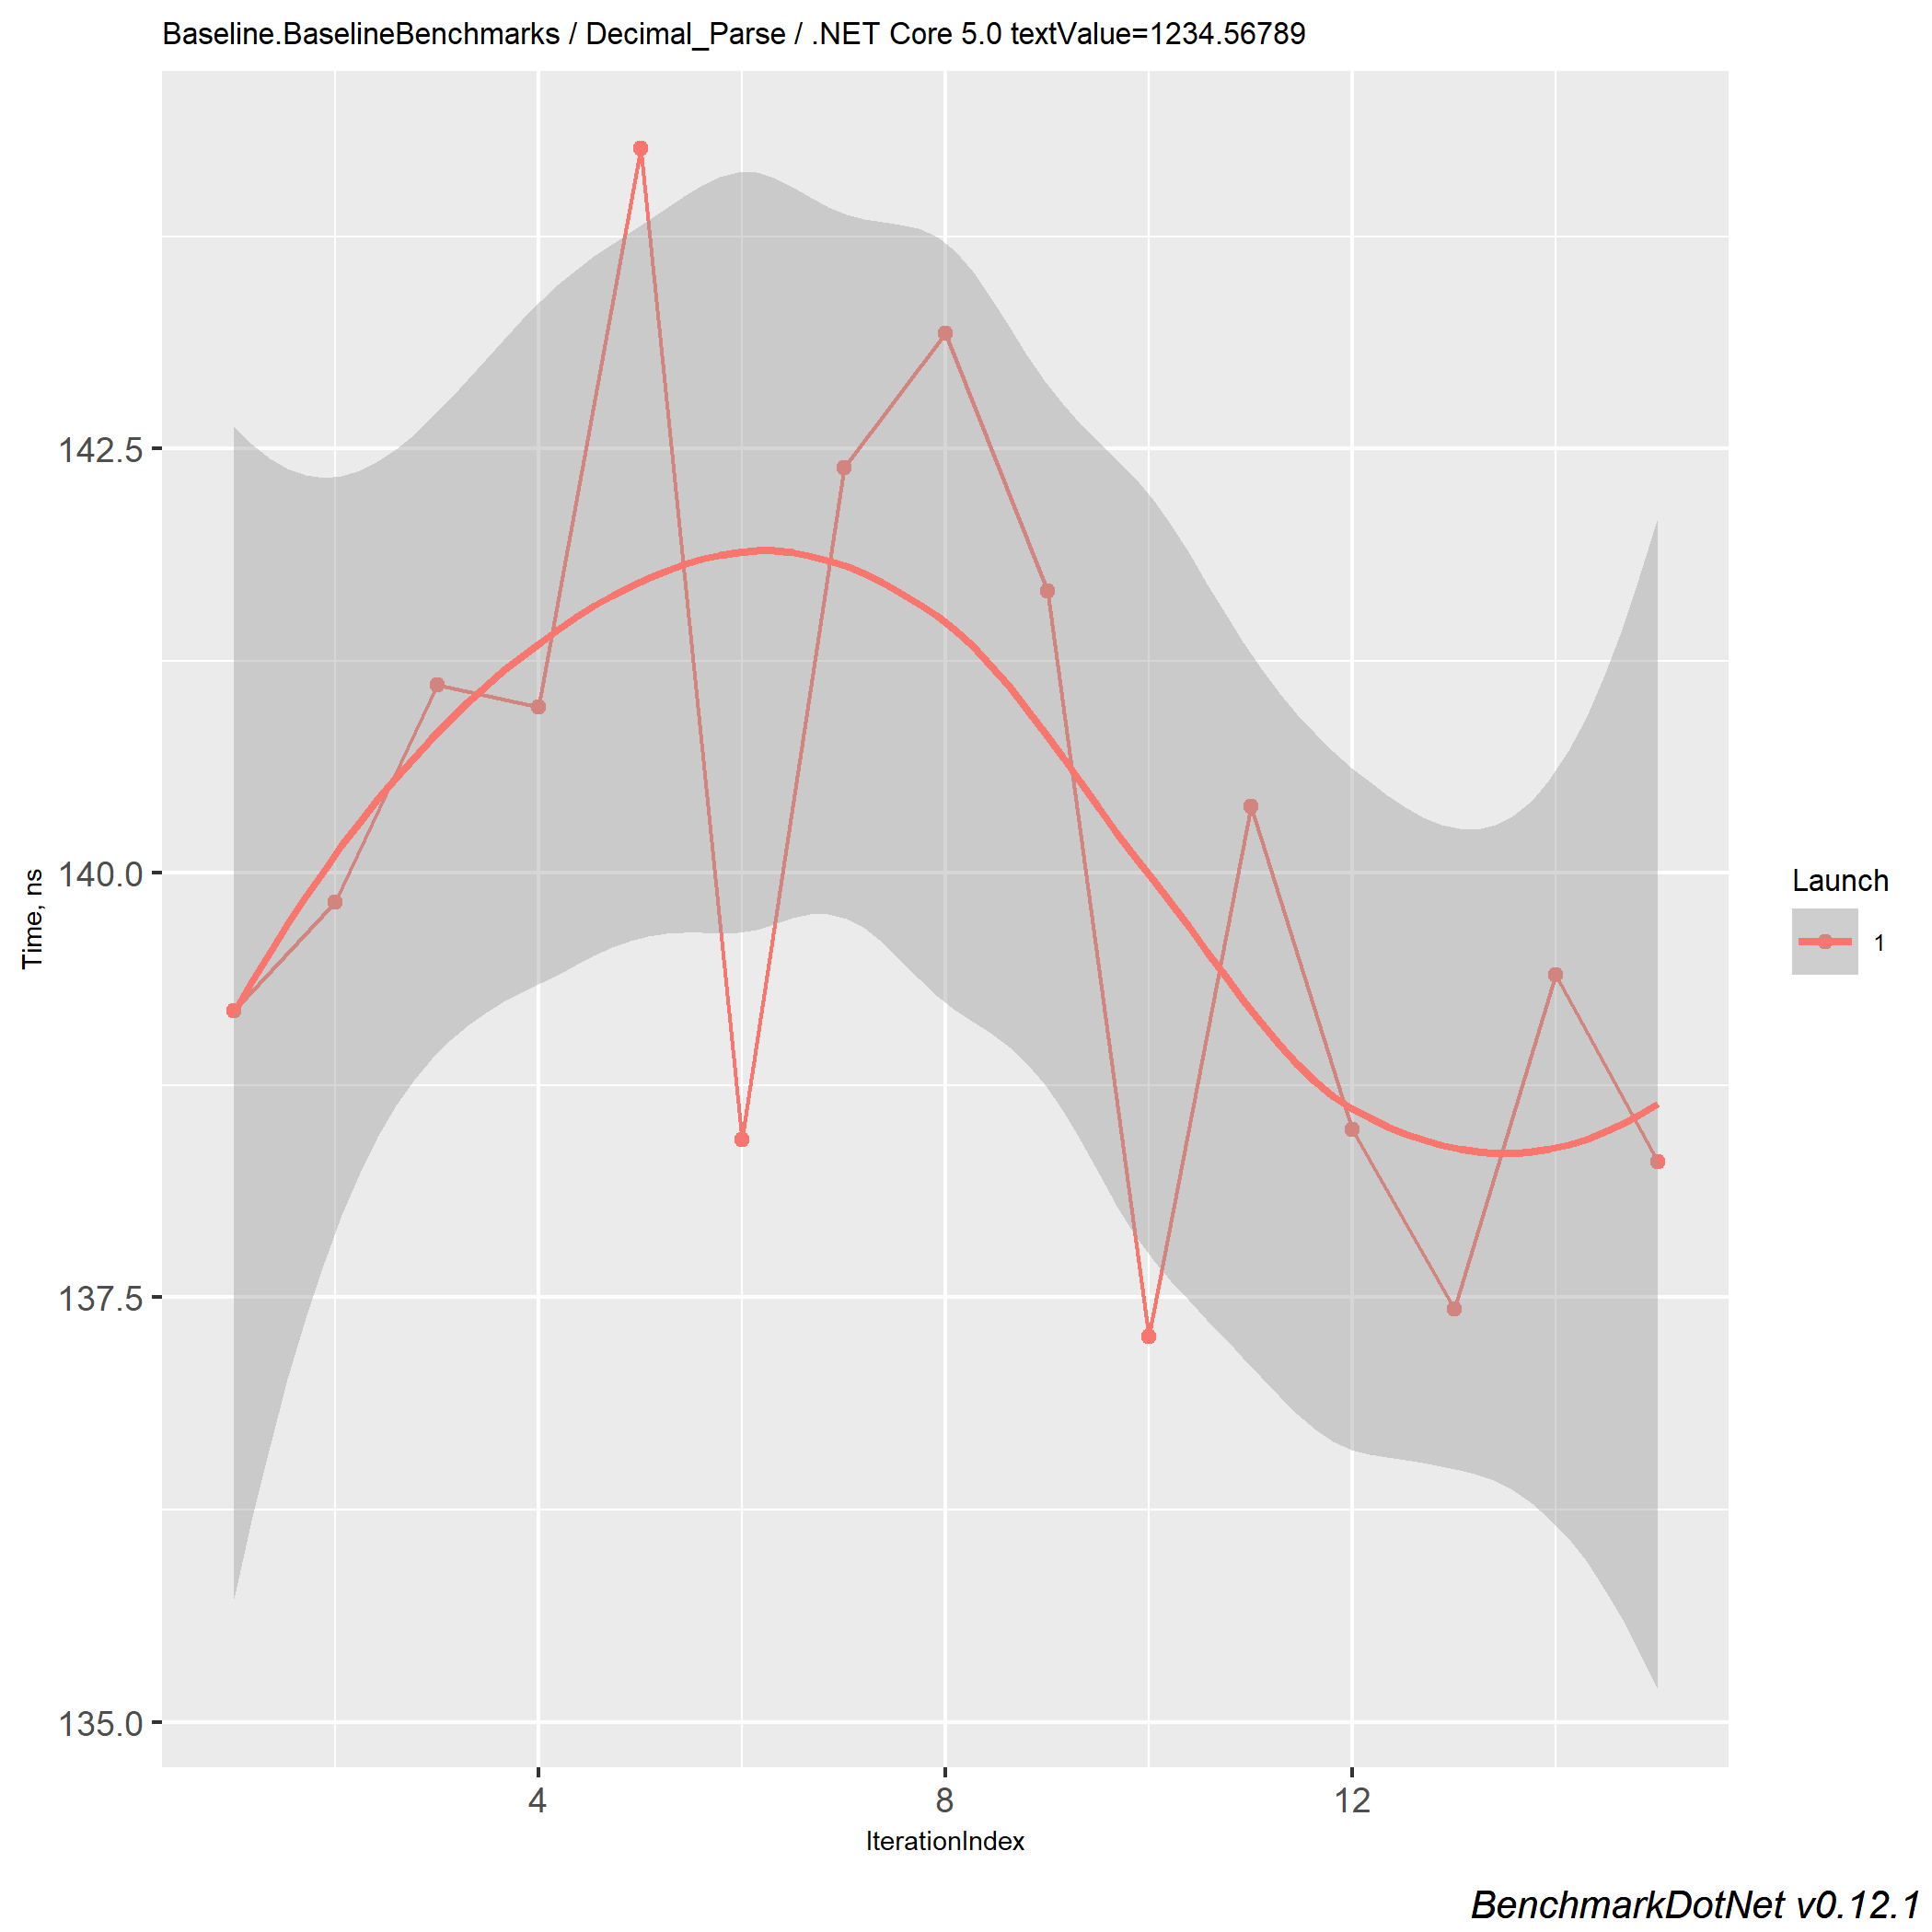 Baseline.BaselineBenchmarks / Decimal_Parse / .NET Core 5.0 textValue=1234.56789
142.5
140.0
137.5
135.0
Time, ns
4 8 12
IterationIndex
Launch
1
BenchmarkDotNet v0.12.1